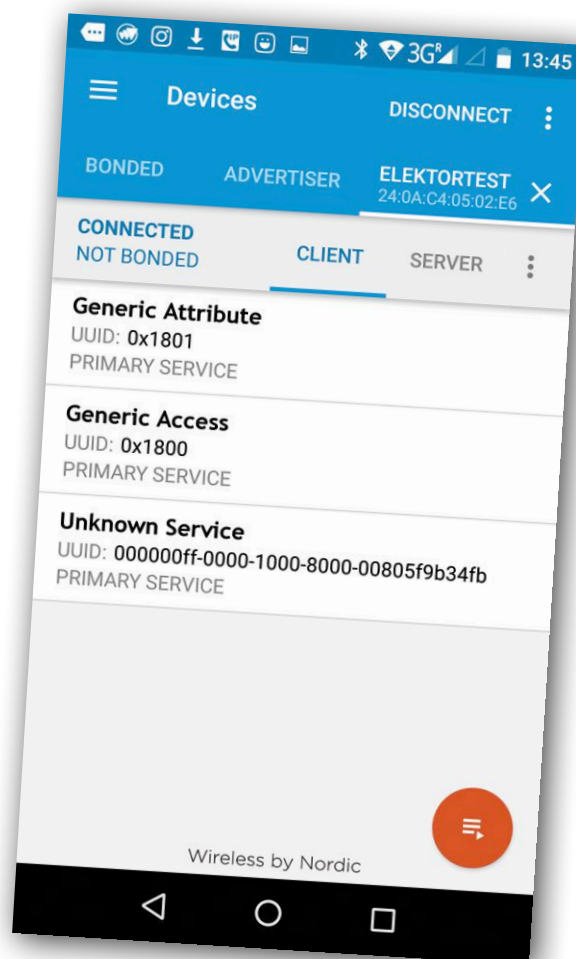 3G R 13:45
Devices DISCONNECT
BONDED ADVERTISER ELEKTORTEST
24:0A:C4:05:02:E6
CONNECTED
NOT BONDED CLIENT SERVER
Generic Attribute
UUID: 0x1801
PRIMARY SERVICE
Generic Access
UUID: 0x1800
PRIMARY SERVICE
Unknown Service
UUID: 000000ff-0000-1000-8000-00805f9b34fb
PRIMARY SERVICE
Wireless by Nordic